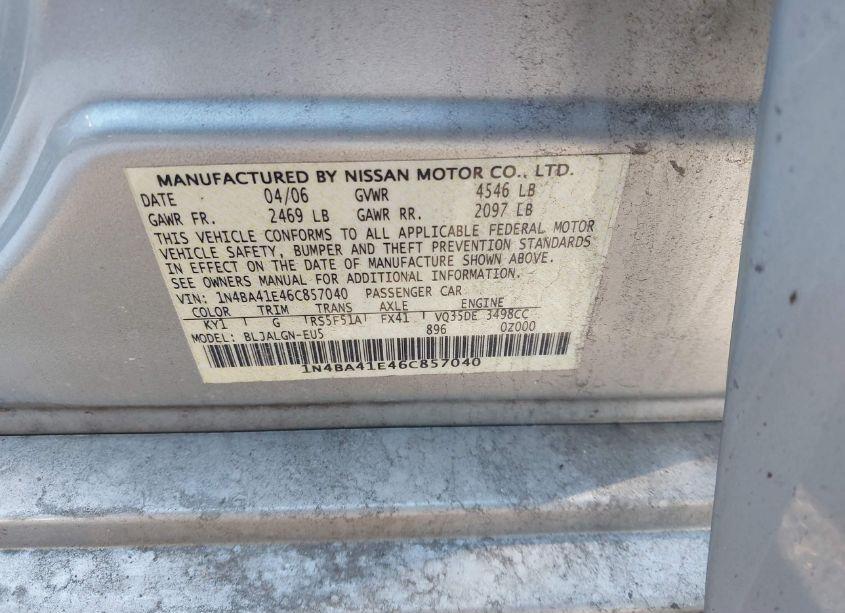 MANUFACTURED BY NISSAN MOTOR CO., LTD.
DATE 04/06 GVWR 4546 LB
GAWR FR. 2469 LB GAWR RR. 2097 LB
THIS VEHICLE CONFORMS TO ALL APPLICABLE FEDERAL MOTOR
VEHICLE SAFETY, BUMPER AND THEFT PREVENTION STANDARDS
IN EFFECT ON THE DATE OF MANUFACTURE SHOWN ABOVE.
SEE OWNERS MANUAL FOR ADDITIONAL INFORMATION.
VIN: 1N4BA41E46C857040 PASSENGER CAR
COLOR TRIM TRANS AXLE ENGINE
KY1 G RS5F51A FX41 VQ35DE 3498CC
MODEL: BLJALGN-EU5 896 0Z000
1N4BA41E46C857040